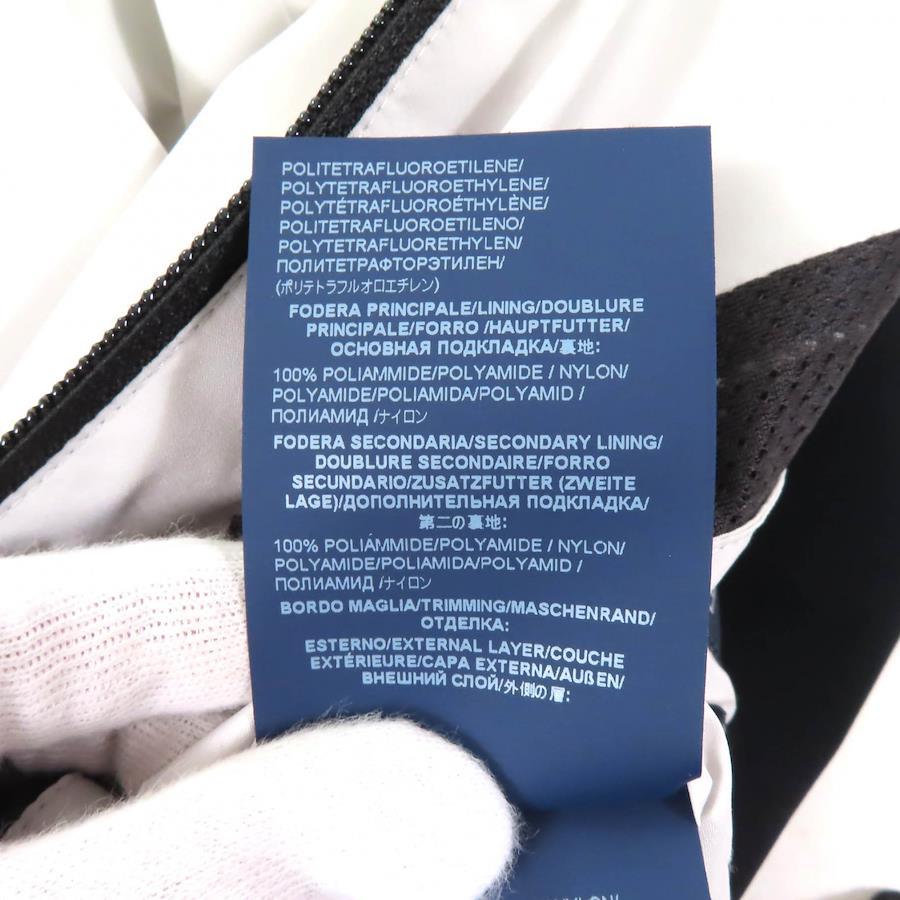 POLITETRAFLUOROETILENE/
POLYTETRAFLUOROETHYLENE/
POLYTÉTRAFLUOROÉTHYLÈNE/
POLITETRAFLUOROETILENO/
POLYTETRAFLUORETHYLEN/
ПОЛИТЕТРАФТОРЭТИЛЕН/
(ポリテトラフルオロエチレン)
FODERA PRINCIPALE/LINING/DOUBLURE
PRINCIPALE/FORRO /HAUPTFUTTER/
ОСНОВНАЯ ПОДКЛАДКА/裏地:
100% POLIAMMIDE/POLYAMIDE / NYLON/
POLYAMIDE/POLIAMIDA/POLYAMID /
ПОЛИАМИД /ナイロン
FODERA SECONDARIA/SECONDARY LINING/
DOUBLURE SECONDAIRE/FORRO
SECUNDARIO/ZUSATZFUTTER (ZWEITE
LAGE)/ДОПОЛНИТЕЛЬНАЯ ПОДКЛАДКА/
第二の裏地:
100% POLIAMMIDE/POLYAMIDE / NYLON/
POLYAMIDE/POLIAMIDA/POLYAMID /
ПОЛИАМИД /ナイロン
BORDO MAGLIA/TRIMMING/MASCHENRAND/
ОТДЕЛКА:
ESTERNO/EXTERNAL LAYER/COUCHE
EXTÉRIEURE/CAPA EXTERNA/AUßEN/
ВНЕШНИЙ СЛОЙ/外側の層: